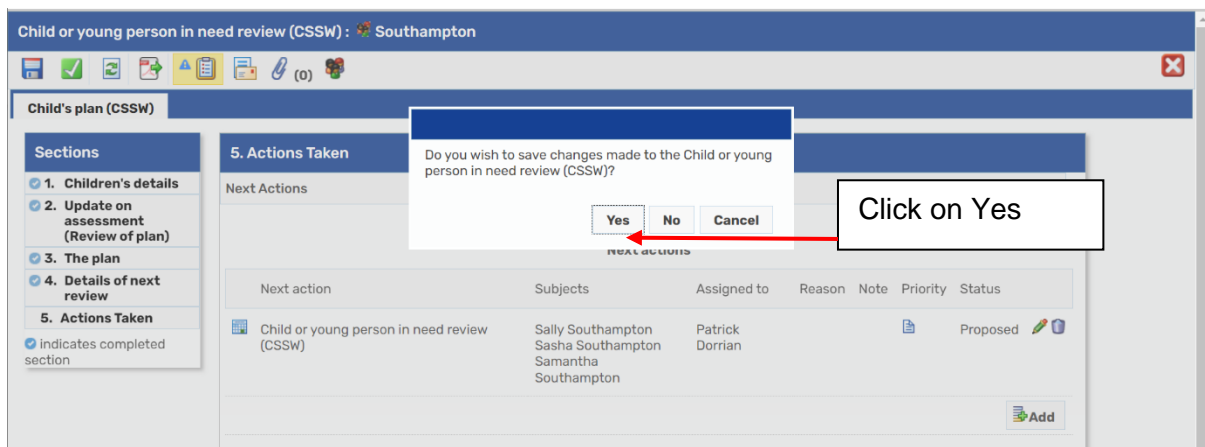 Child or young person in need review (CSSW) : Southampton
(0)
Child's plan (CSSW)
Sections
1. Children's details
2. Update on
assessment
(Review of plan)
3. The plan
4. Details of next
review
5. Actions Taken
indicates completed
section
5. Actions Taken
Next Actions
Do you wish to save changes made to the Child or young
person in need review (CSSW)?
Yes No Cancel
Click on Yes
Next actions
Next action Subjects Assigned to Reason Note Priority Status
Child or young person in need review Sally Southampton Patrick Proposed
(CSSW) Sasha Southampton Dorrian
Samantha
Southampton
Add